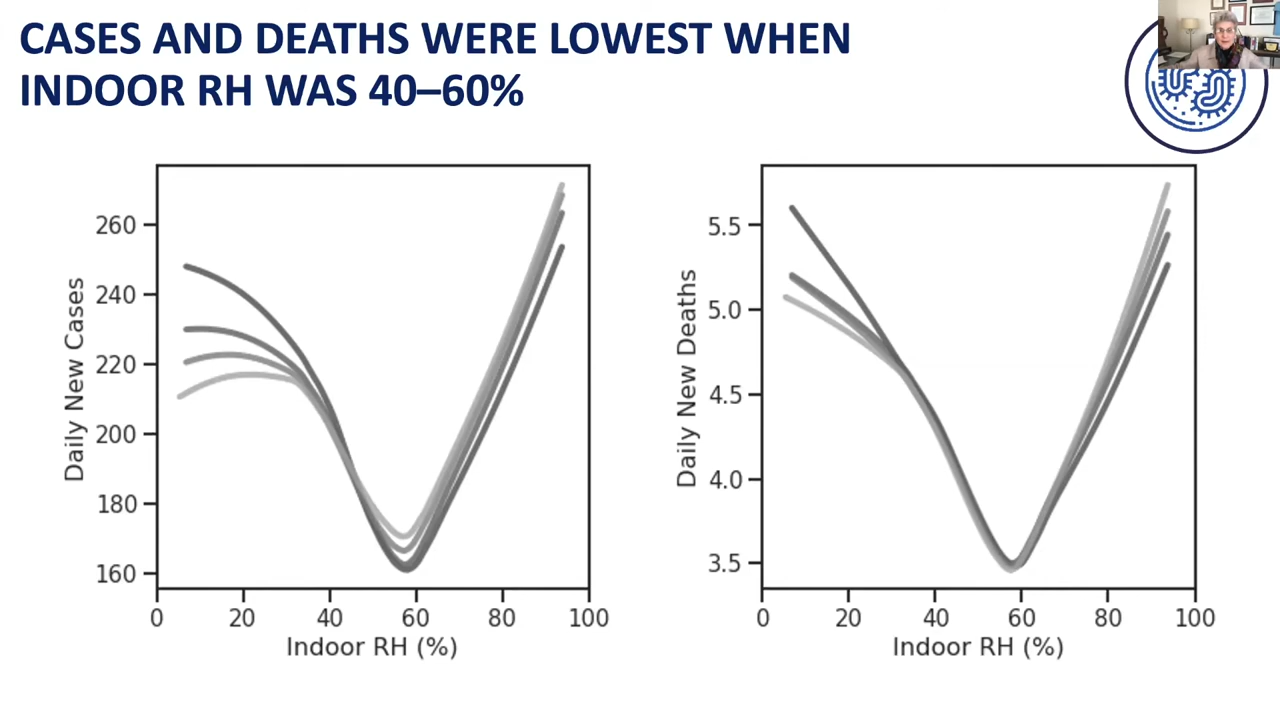 CASES AND DEATHS WERE LOWEST WHEN
INDOOR RH WAS 40–60%
260
240
220
200
180
160
Daily New Cases
0 20 40 60 80 100
Indoor RH (%)
5.5
5.0
4.5
4.0
3.5
Daily New Deaths
0 20 40 60 80 100
Indoor RH (%)